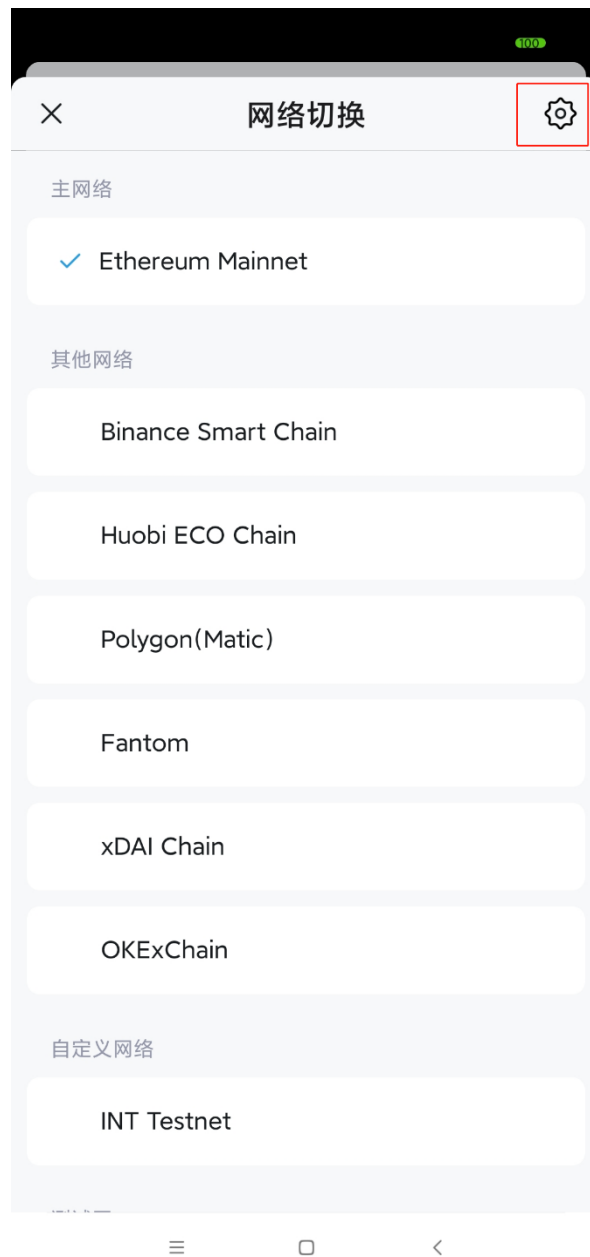 100
网络切换
主网络
Ethereum Mainnet
其他网络
Binance Smart Chain
Huobi ECO Chain
Polygon(Matic)
Fantom
xDAI Chain
OKExChain
自定义网络
INT Testnet